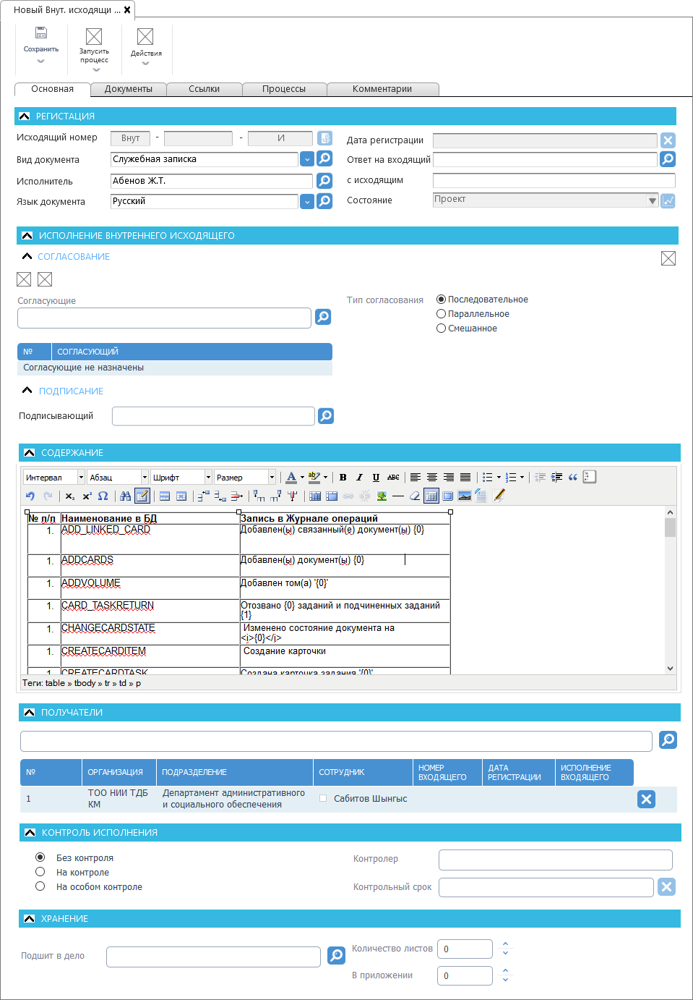 Новый Внут. исходящи ...
Сохранить
Запусить процесс
Действия
Основная
Документы
Ссылки
Процессы
Комментарии
РЕГИСТАЦИЯ
Исходящий номер
Внут - - И
Дата регистрации
Вид документа
Служебная записка
Ответ на входящий
Исполнитель
Абенов Ж.Т.
с исходящим
Язык документа
Русский
Состояние
Проект
ИСПОЛНЕНИЕ ВНУТРЕННЕГО ИСХОДЯЩЕГО
СОГЛАСОВАНИЕ
Согласующие
Тип согласования
Последовательное
Параллельное
Смешанное
№ СОГЛАСУЮЩИЙ
Согласующие не назначены
ПОДПИСАНИЕ
Подписывающий
СОДЕРЖАНИЕ
Интервал Абзац Шрифт Размер A ab B I U ABC
№ п/п Наименование в БД Запись в Журнале операций
1. ADD_LINKED_CARD Добавлен(ы) связанный(е) документ(ы) {0}
1. ADDCARDS Добавлен(ы) документ(ы) {0}
1. ADDVOLUME Добавлен том(а) '{0}'
1. CARD_TASKRETURN Отозвано {0} заданий и подчиненных заданий
{1}
1. CHANGECARDSTATE Изменено состояние документа на
<i>{0}</i>
1. CREATECARDITEM Создание карточки
1. CREATECARDTASK Создана карточка задания '{0}'
Теги: table » tbody » tr » td » p
ПОЛУЧАТЕЛИ
№ ОРГАНИЗАЦИЯ ПОДРАЗДЕЛЕНИЕ СОТРУДНИК НОМЕР ВХОДЯЩЕГО ДАТА РЕГИСТРАЦИИ ИСПОЛНЕНИЕ ВХОДЯЩЕГО
1 ТОО НИИ ТДБ КМ Департамент административного и социального обеспечения Сабитов Шынгыс
КОНТРОЛЬ ИСПОЛНЕНИЯ
Без контроля
На контроле
На особом контроле
Контролер
Контрольный срок
ХРАНЕНИЕ
Подшит в дело
Количество листов 0
В приложении 0